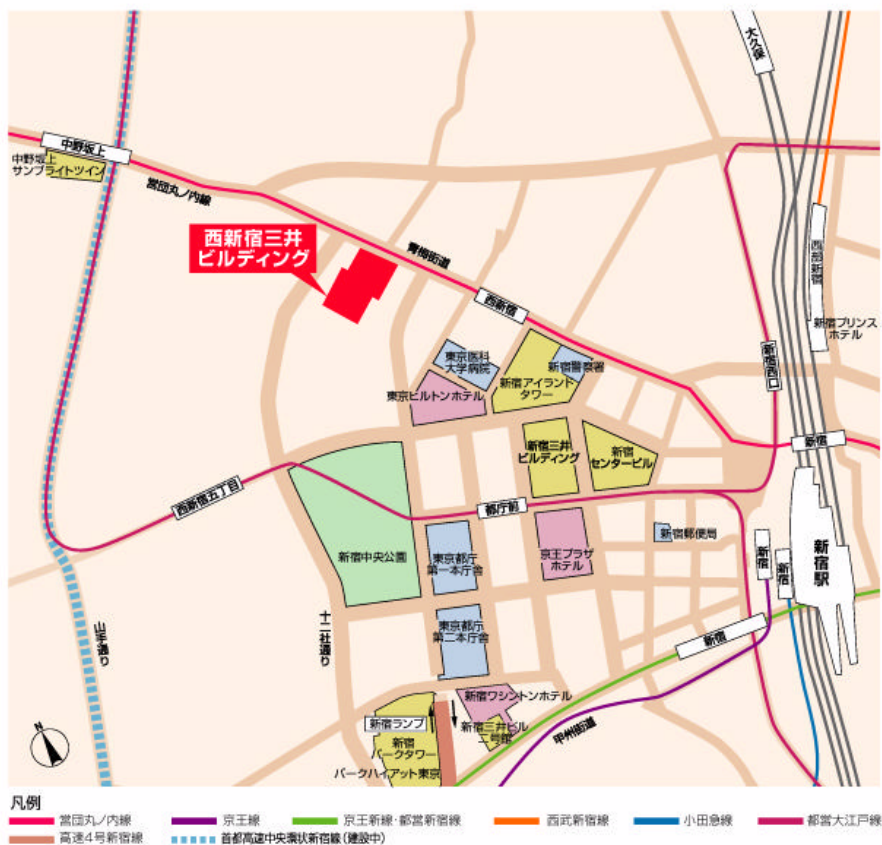 大久保
中野坂上
中野坂上
サンブライトツイン
営団丸ノ内線
西新宿三井
ビルディング
青梅街道
西新宿
西部新宿
新宿プリンス
ホテル
新宿西口
東京医科
大学病院
新宿警察署
新宿アイランド
タワー
東京ヒルトンホテル
新宿三井
ビルディング
新宿
センタービル
新宿
西新宿五丁目
都庁前
新宿中央公園
東京都庁
第一本庁舎
京王プラザ
ホテル
新宿郵便局
新宿
新宿
新宿駅
山手通り
十二社通り
東京都庁
第二本庁舎
新宿
新宿ワシントンホテル
新宿ランプ
新宿三井ビル
二号館
甲州街道
新宿
パークタワー
パークハイアット東京
N
凡例
営団丸ノ内線 京王線 京王新線・都営新宿線 西武新宿線 小田急線 都営大江戸線
高速4号新宿線 首都高速中央環状新宿線(建設中)